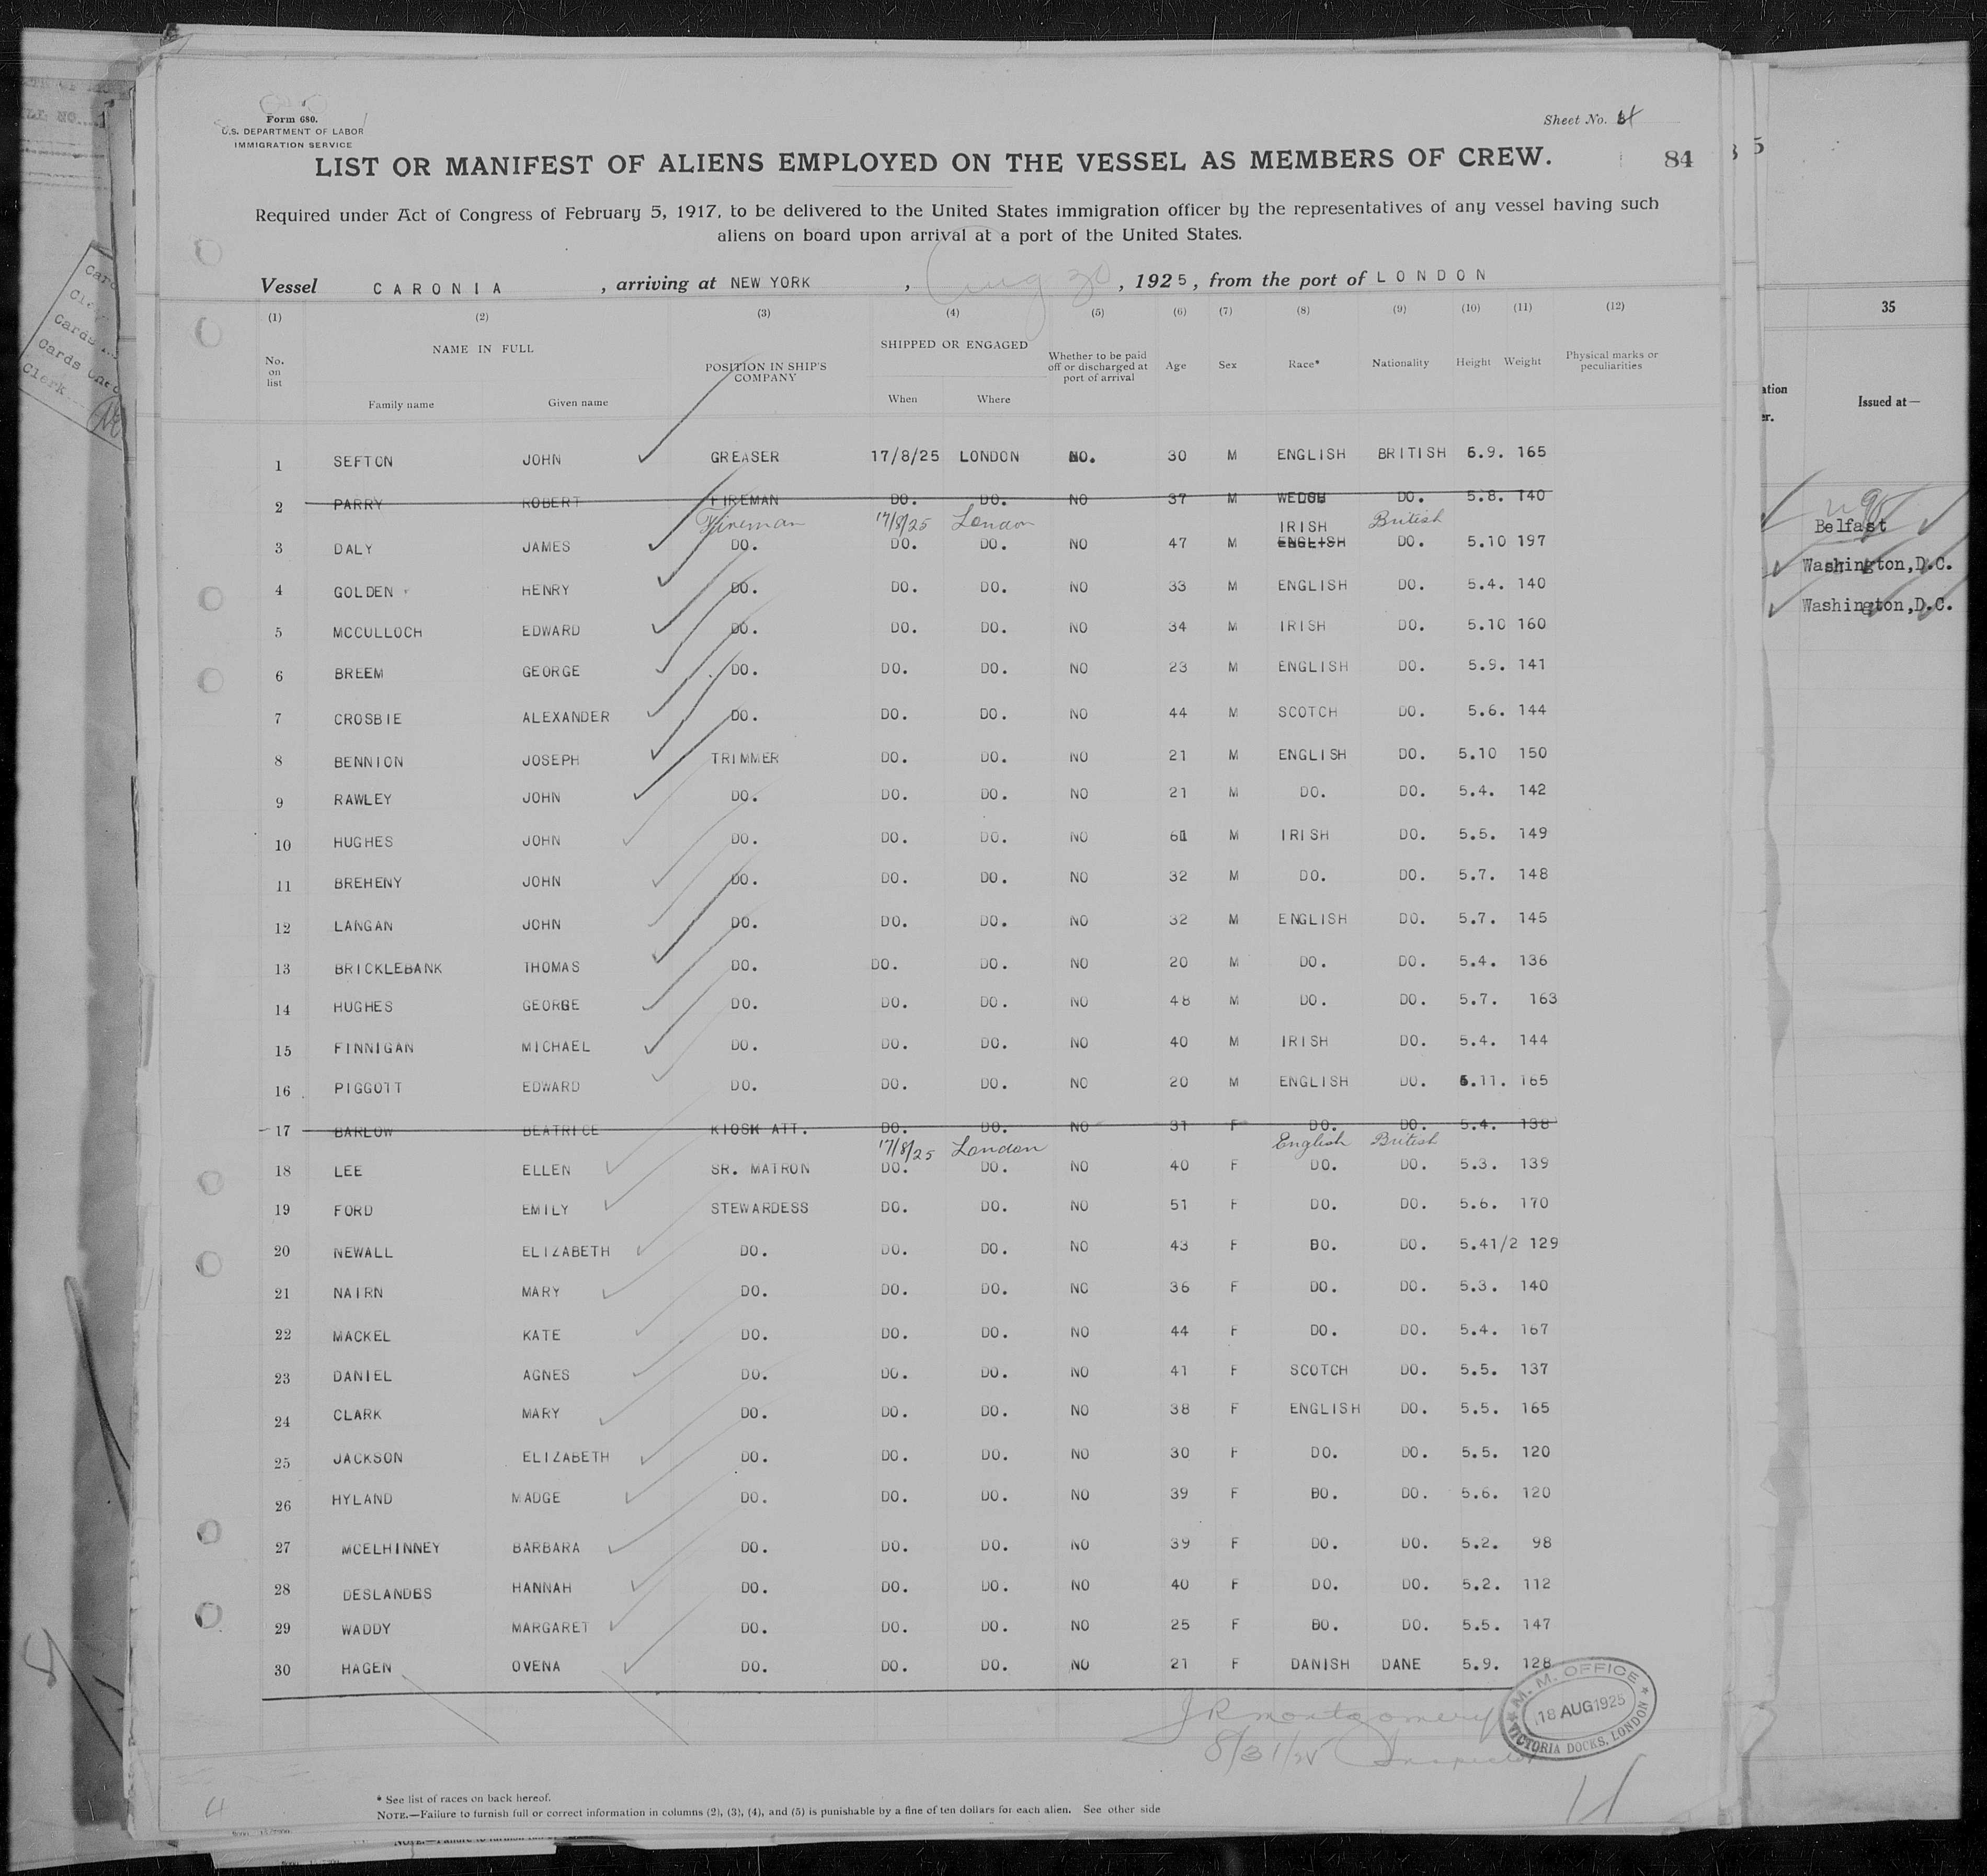 Form 680.
U.S. DEPARTMENT OF LABOR
IMMIGRATION SERVICE
Sheet No. 4
LIST OR MANIFEST OF ALIENS EMPLOYED ON THE VESSEL AS MEMBERS OF CREW.
84
Required under Act of Congress of February 5, 1917, to be delivered to the United States immigration officer by the representatives of any vessel having such
aliens on board upon arrival at a port of the United States.
Vessel CARONIA, arriving at NEW YORK, Aug 30, 1925, from the port of LONDON
(1) (2) (3) (4) (5) (6) (7) (8) (9) (10) (11) (12)
No. on list NAME IN FULL Family name Given name POSITION IN SHIP'S COMPANY SHIPPED OR ENGAGED When Where Whether to be paid off or discharged at port of arrival Age Sex Race* Nationality Height Weight Physical marks or peculiarities
1 SEFTON JOHN GREASER 17/8/25 LONDON NO. 30 M ENGLISH BRITISH 5.9. 165
2 PARRY ROBERT FIREMAN DO. DO. NO 37 M DO. 5.8. 140
Fireman 17/8/25 London IRISH British
3 DALY JAMES DO. DO. DO. NO 47 M ENGLISH DO. 5.10 197
4 GOLDEN HENRY DO. DO. DO. NO 33 M ENGLISH DO. 5.4. 140
5 MCCULLOCH EDWARD DO. DO. DO. NO 34 M IRISH DO. 5.10 160
6 BREEM GEORGE DO. DO. DO. NO 23 M ENGLISH DO. 5.9. 141
7 CROSBIE ALEXANDER DO. DO. DO. NO 44 M SCOTCH DO. 5.6. 144
8 BENNION JOSEPH TRIMMER DO. DO. NO 21 M ENGLISH DO. 5.10 150
9 RAWLEY JOHN DO. DO. DO. NO 21 M DO. DO. 5.4. 142
10 HUGHES JOHN DO. DO. DO. NO 61 M IRISH DO. 5.5. 149
11 BREHENY JOHN DO. DO. DO. NO 32 M DO. DO. 5.7. 148
12 LANGAN JOHN DO. DO. DO. NO 32 M ENGLISH DO. 5.7. 145
13 BRICKLEBANK THOMAS DO. DO. DO. NO 20 M DO. DO. 5.4. 136
14 HUGHES GEORGE DO. DO. DO. NO 48 M DO. DO. 5.7. 163
15 FINNIGAN MICHAEL DO. DO. DO. NO 40 M IRISH DO. 5.4. 144
16 PIGGOTT EDWARD DO. DO. DO. NO 20 M ENGLISH DO. 5.11. 165
17 BARLOW BEATRICE KIOSK ATT. DO. DO. NO 31 F DO. DO. 5.4. 138
17/8/25 London English British
18 LEE ELLEN SR. MATRON DO. DO. NO 40 F DO. DO. 5.3. 139
19 FORD EMILY STEWARDESS DO. DO. NO 51 F DO. DO. 5.6. 170
20 NEWALL ELIZABETH DO. DO. DO. NO 43 F DO. DO. 5.41/2 129
21 NAIRN MARY DO. DO. DO. NO 36 F DO. DO. 5.3. 140
22 MACKEL KATE DO. DO. DO. NO 44 F DO. DO. 5.4. 167
23 DANIEL AGNES DO. DO. DO. NO 41 F SCOTCH DO. 5.5. 137
24 CLARK MARY DO. DO. DO. NO 38 F ENGLISH DO. 5.5. 165
25 JACKSON ELIZABETH DO. DO. DO. NO 30 F DO. DO. 5.5. 120
26 HYLAND MADGE DO. DO. DO. NO 39 F DO. DO. 5.6. 120
27 MCELHINNEY BARBARA DO. DO. DO. NO 39 F DO. DO. 5.2. 98
28 DESLANDES HANNAH DO. DO. DO. NO 40 F DO. DO. 5.2. 112
29 WADDY MARGARET DO. DO. DO. NO 25 F DO. DO. 5.5. 147
30 HAGEN OVENA DO. DO. DO. NO 21 F DANISH DANE 5.9. 128
JR Montgomery
8/31/25 Inspector
M. M. OFFICE
18 AUG 1925
VICTORIA DOCKS, LONDON
* See list of races on back hereof.
NOTE.—Failure to furnish full or correct information in columns (2), (3), (4), and (5) is punishable by a fine of ten dollars for each alien. See other side
35
Issued at—
Belfast
Washington, D.C.
Washington, D.C.
Cards
Clerk